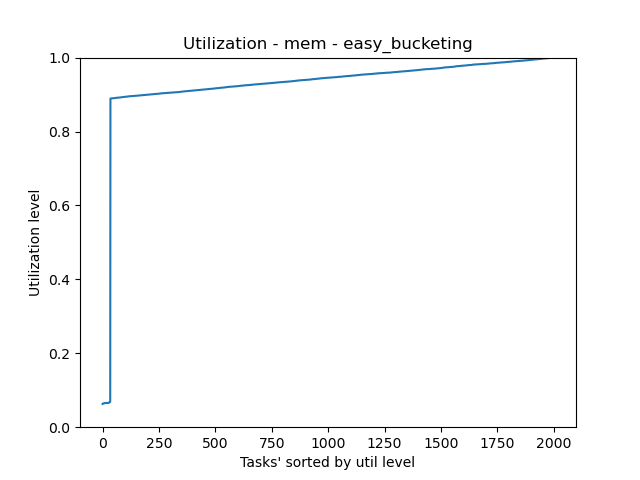 Utilization - mem - easy_bucketing
1.0
0.8
0.6
0.4
0.2
0.0
Utilization level
0 250 500 750 1000 1250 1500 1750 2000
Tasks' sorted by util level